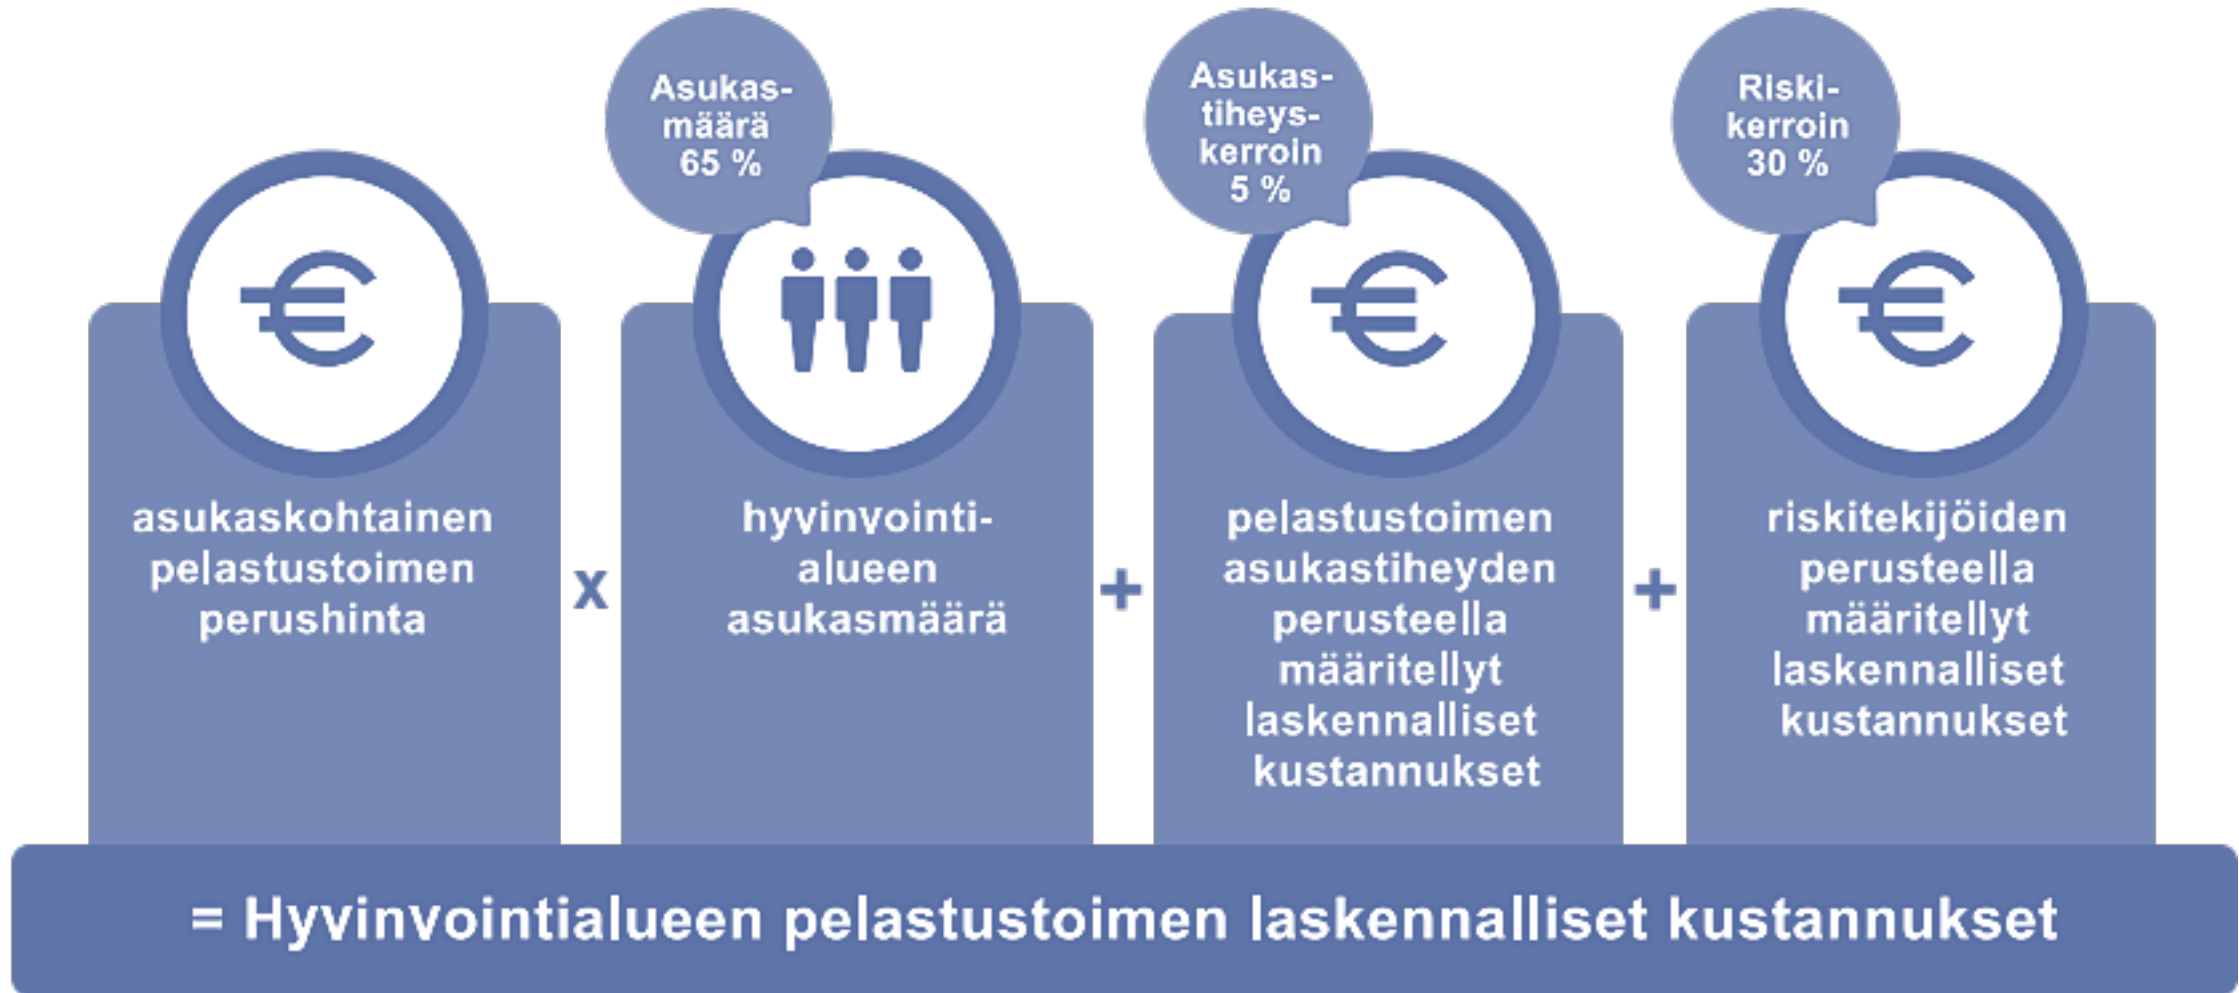 Asukas-
määrä
65 %
Asukas-
tiheys-
kerroin
5 %
Riski-
kerroin
30 %
asukaskohtainen
pelastustoimen
perushinta
x
hyvinvointi-
alueen
asukasmäärä
+
pelastustoimen
asukastiheyden
perusteella
määritellyt
laskennalliset
kustannukset
+
riskitekijöiden
perusteella
määritellyt
laskennalliset
kustannukset
= Hyvinvointialueen pelastustoimen laskennalliset kustannukset